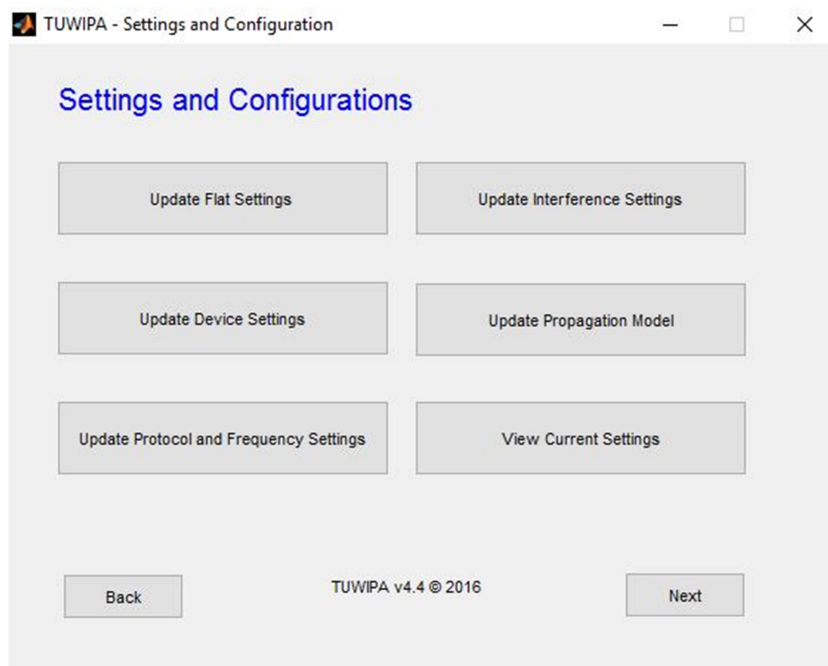 TUWIPA - Settings and Configuration
Settings and Configurations
Update Flat Settings
Update Interference Settings
Update Device Settings
Update Propagation Model
Update Protocol and Frequency Settings
View Current Settings
Back
TUWIPA v4.4 © 2016
Next